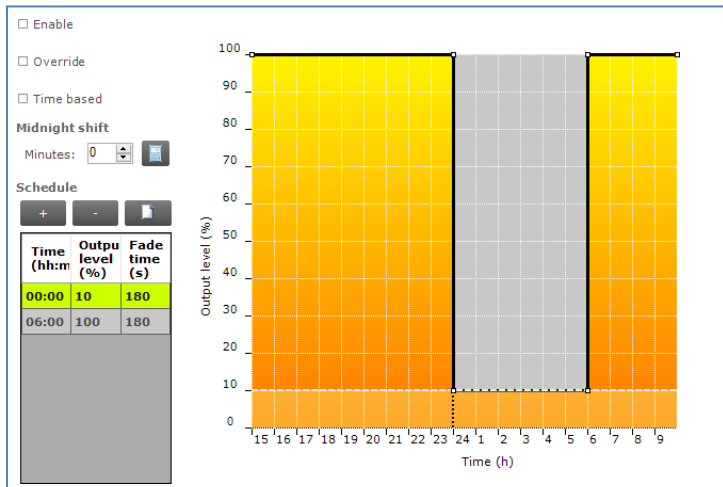 Enable
Override
Time based
Midnight shift
Minutes: 0
Schedule
+ -
Time (hh:m Outpu level (%) Fade time (s)
00:00 10 180
06:00 100 180
Output level (%)
100
90
80
70
60
50
40
30
20
10
0
15 16 17 18 19 20 21 22 23 24 1 2 3 4 5 6 7 8 9
Time (h)